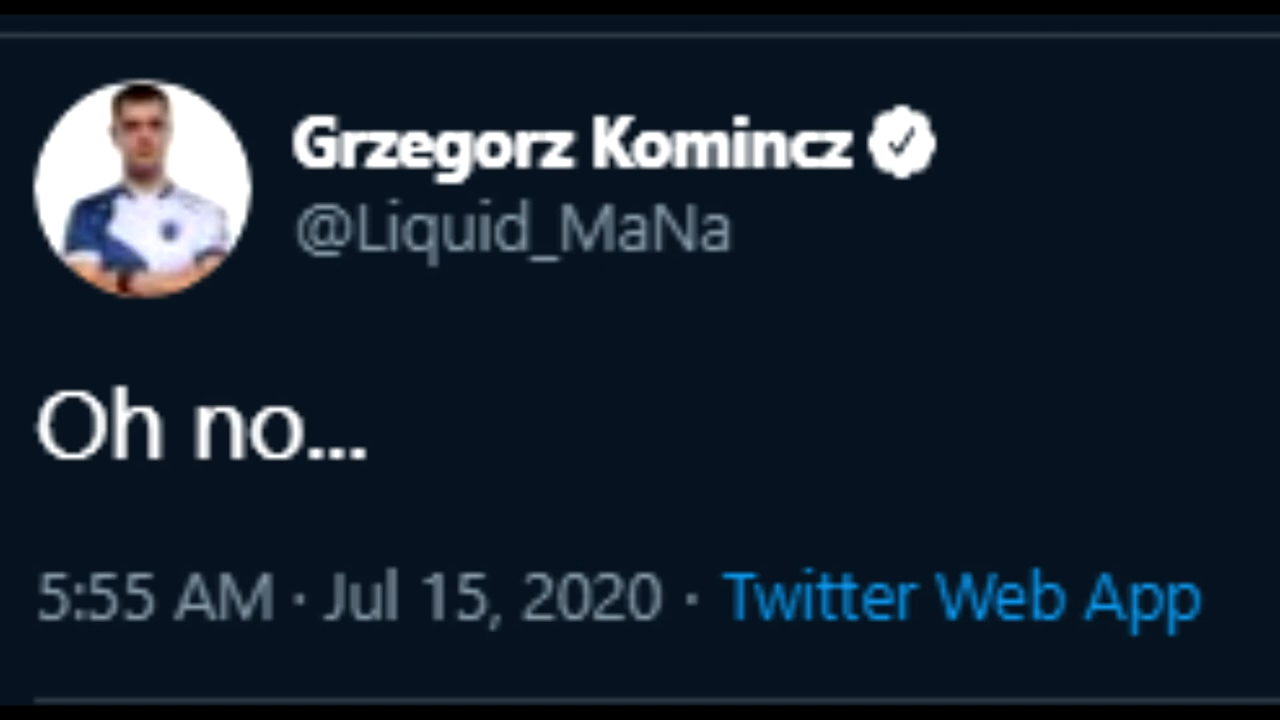 Grzegorz Komincz
@Liquid_MaNa
Oh no...
5:55 AM · Jul 15, 2020 · Twitter Web App